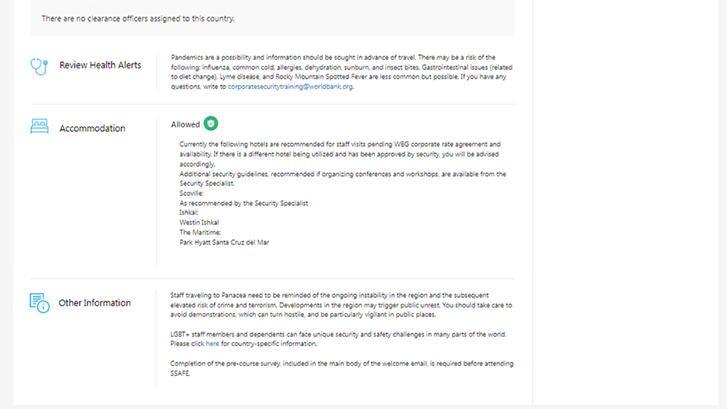 There are no clearance officers assigned to this country.
Review Health Alerts
Pandemics are a possibility and information should be sought in advance of travel. There may be a risk of the
following: influenza, common cold, allergies, dehydration, sunburn, and insect bites. Gastrointestinal issues (related
to diet change), Lyme disease, and Rocky Mountain Spotted Fever are less common but possible. If you have any
questions, write to corporatesecuritytraining@worldbank.org.
Accommodation
Allowed
Currently the following hotels are recommended for staff visits pending WBG corporate rate agreement and
availability. If there is a different hotel being utilized and has been approved by security, you will be advised
accordingly.
Additional security guidelines, recommended if organizing conferences and workshops, are available from the
Security Specialist.
Scoville:
As recommended by the Security Specialist
Ishkal:
Westin Ishkal
The Maritime:
Park Hyatt Santa Cruz del Mar
Other Information
Staff traveling to Panacea need to be reminded of the ongoing instability in the region and the subsequent
elevated risk of crime and terrorism. Developments in the region may trigger public unrest. You should take care to
avoid demonstrations, which can turn hostile, and be particularly vigilant in public places.
LGBT+ staff members and dependents can face unique security and safety challenges in many parts of the world.
Please click here for country-specific information.
Completion of the pre-course survey, included in the main body of the welcome email, is required before attending
SSAFE.